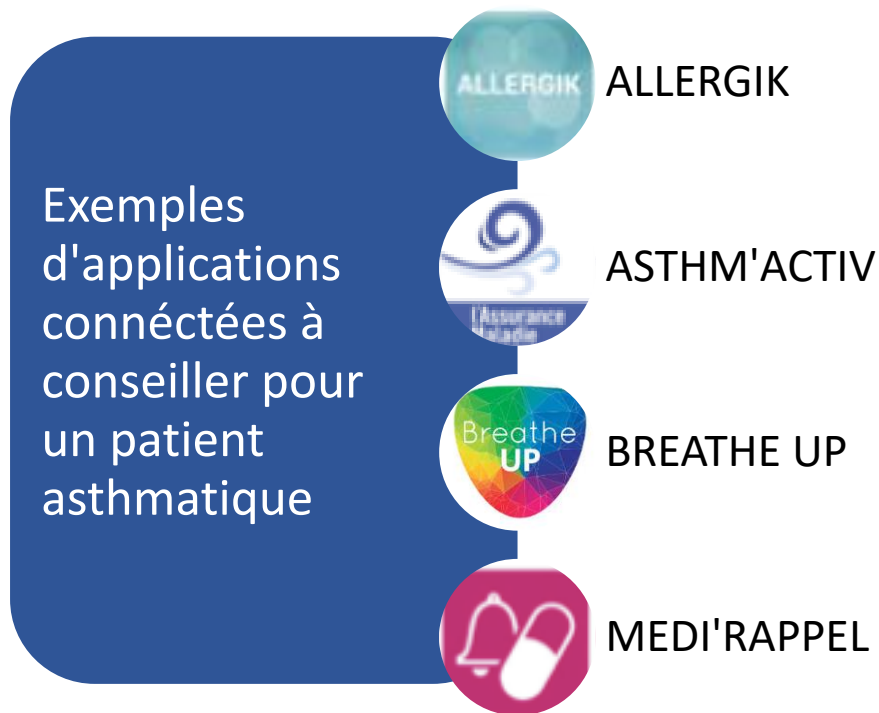 Exemples
d'applications
connéctées à
conseiller pour
un patient
asthmatique
ALLERGIK
ALLERGIK
L'Assurance
Maladie
ASTHM'ACTIV
Breathe
UP
BREATHE UP
MEDI'RAPPEL